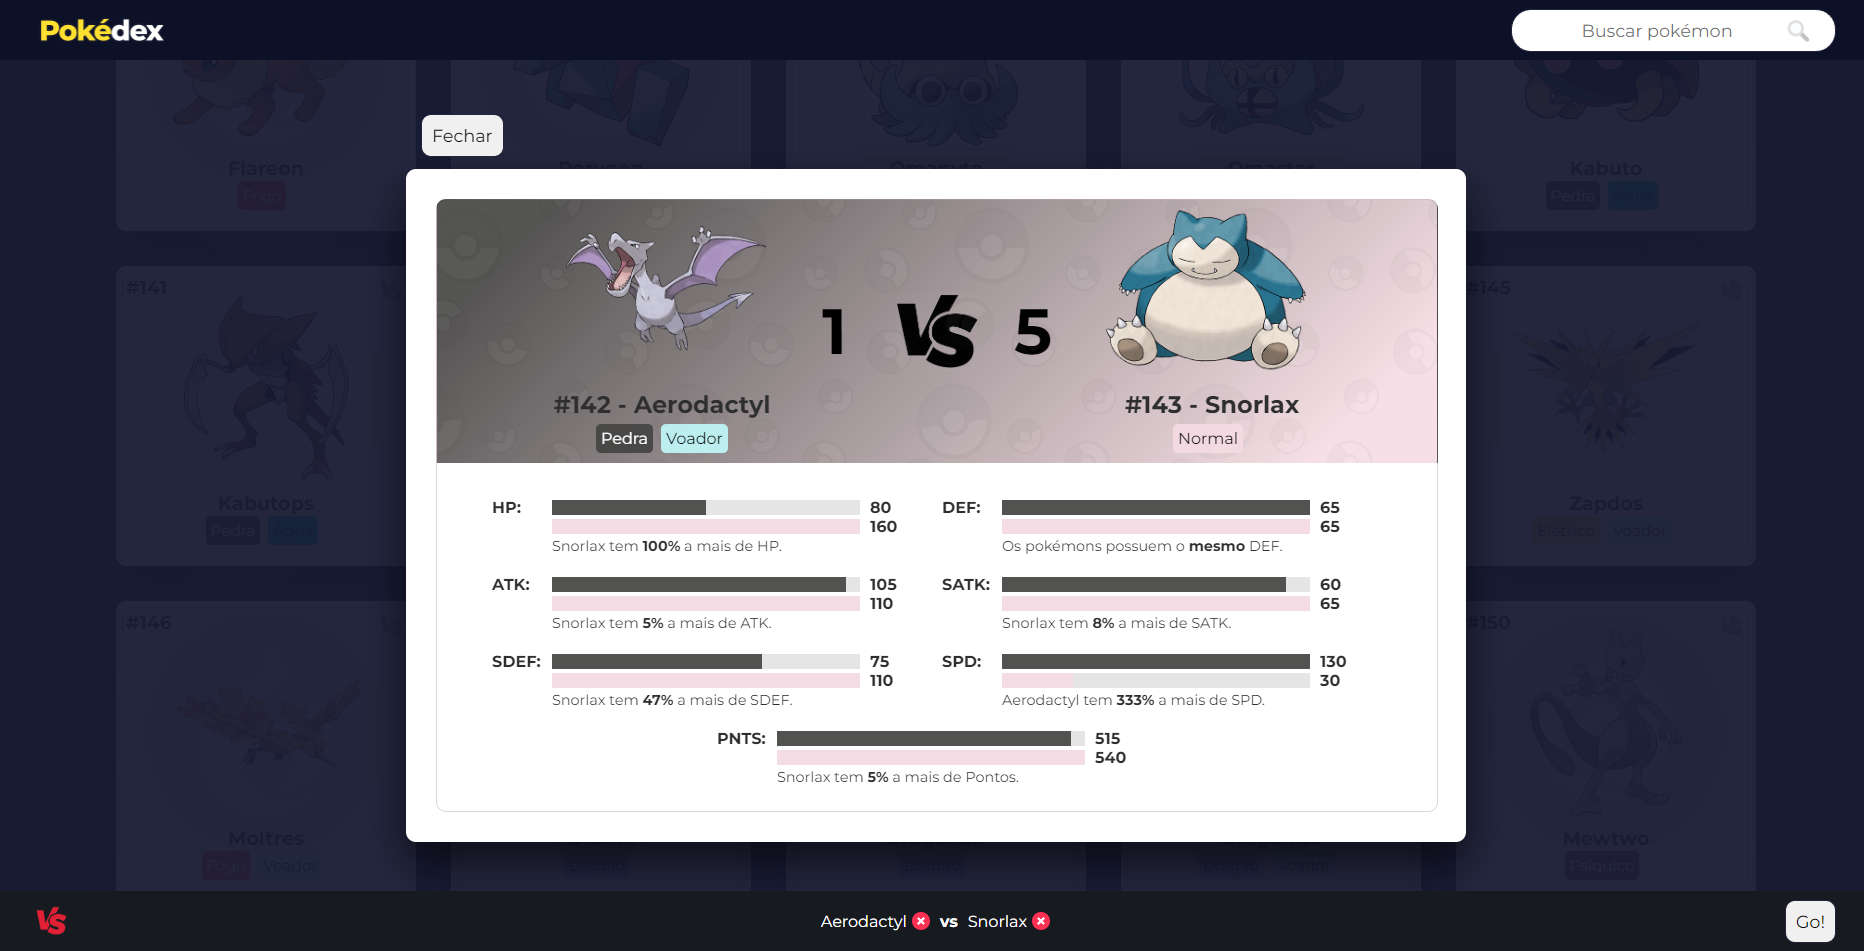 Pokédex
Buscar pokémon
Fechar
Flareon
Porygon
Omanyte
Omastar
Kabuto
Fogo
Pedra Água
1 VS 5
#142 - Aerodactyl
#143 - Snorlax
Pedra Voador
Normal
#141
VS
#145
VS
Kabutops
Pedra Água
Zapdos
Elétrico Voador
HP:
80
160
Snorlax tem 100% a mais de HP.
DEF:
65
65
Os pokémons possuem o mesmo DEF.
ATK:
105
110
Snorlax tem 5% a mais de ATK.
SATK:
60
65
Snorlax tem 8% a mais de SATK.
SDEF:
75
110
Snorlax tem 47% a mais de SDEF.
SPD:
130
30
Aerodactyl tem 333% a mais de SPD.
PNTS:
515
540
Snorlax tem 5% a mais de Pontos.
#146
VS
#150
VS
Moltres
Fogo Voador
Mewtwo
Psíquico
Dragão
Dragão
Dragão Voador
VS
Aerodactyl vs Snorlax
Go!